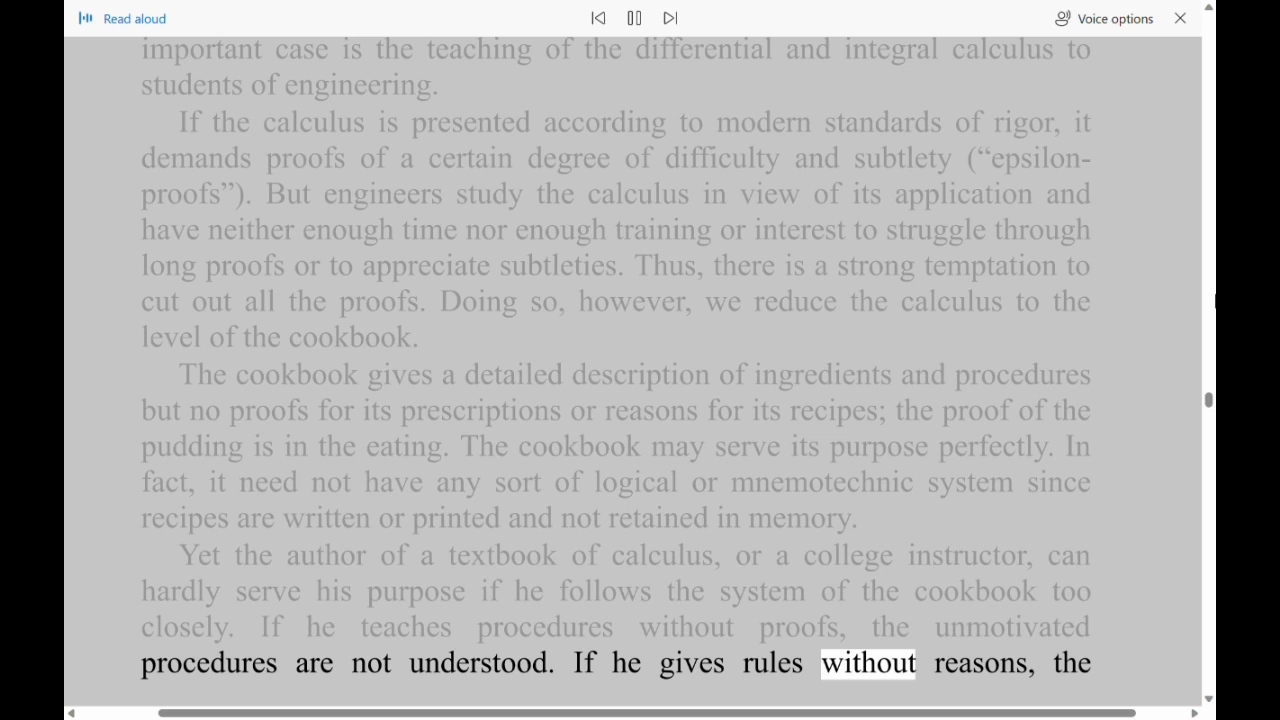 Read aloud
Voice options
important case is the teaching of the differential and integral calculus to
students of engineering.
If the calculus is presented according to modern standards of rigor, it
demands proofs of a certain degree of difficulty and subtlety (“epsilon-
proofs”). But engineers study the calculus in view of its application and
have neither enough time nor enough training or interest to struggle through
long proofs or to appreciate subtleties. Thus, there is a strong temptation to
cut out all the proofs. Doing so, however, we reduce the calculus to the
level of the cookbook.
The cookbook gives a detailed description of ingredients and procedures
but no proofs for its prescriptions or reasons for its recipes; the proof of the
pudding is in the eating. The cookbook may serve its purpose perfectly. In
fact, it need not have any sort of logical or mnemotechnic system since
recipes are written or printed and not retained in memory.
Yet the author of a textbook of calculus, or a college instructor, can
hardly serve his purpose if he follows the system of the cookbook too
closely. If he teaches procedures without proofs, the unmotivated
procedures are not understood. If he gives rules without reasons, the